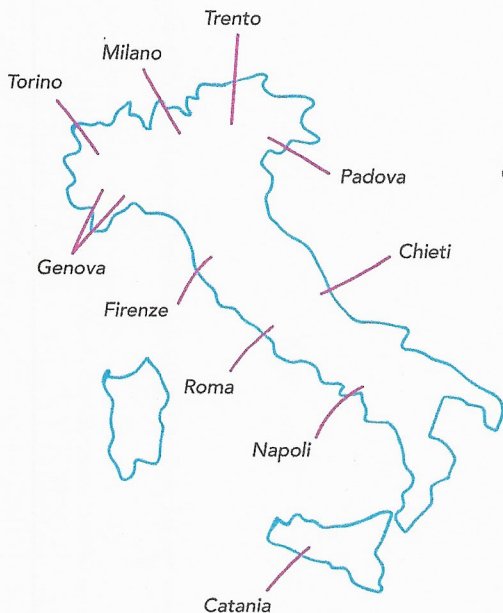 Trento
Milano
Torino
Padova
Chieti
Genova
Firenze
Roma
Napoli
Catania